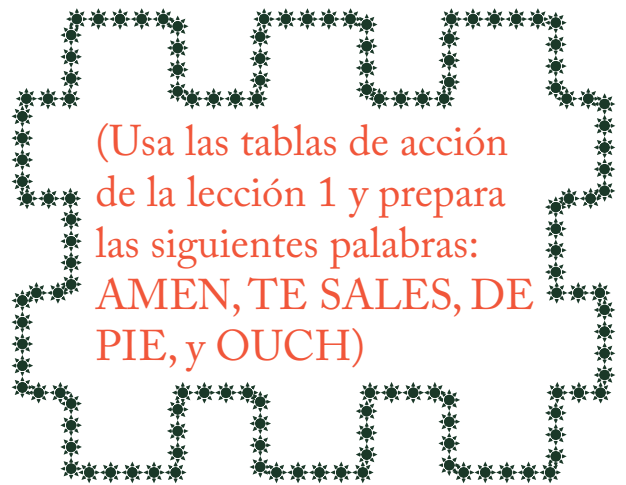 (Usa las tablas de acción
de la lección 1 y prepara
las siguientes palabras:
AMEN, TE SALES, DE
PIE, y OUCH)